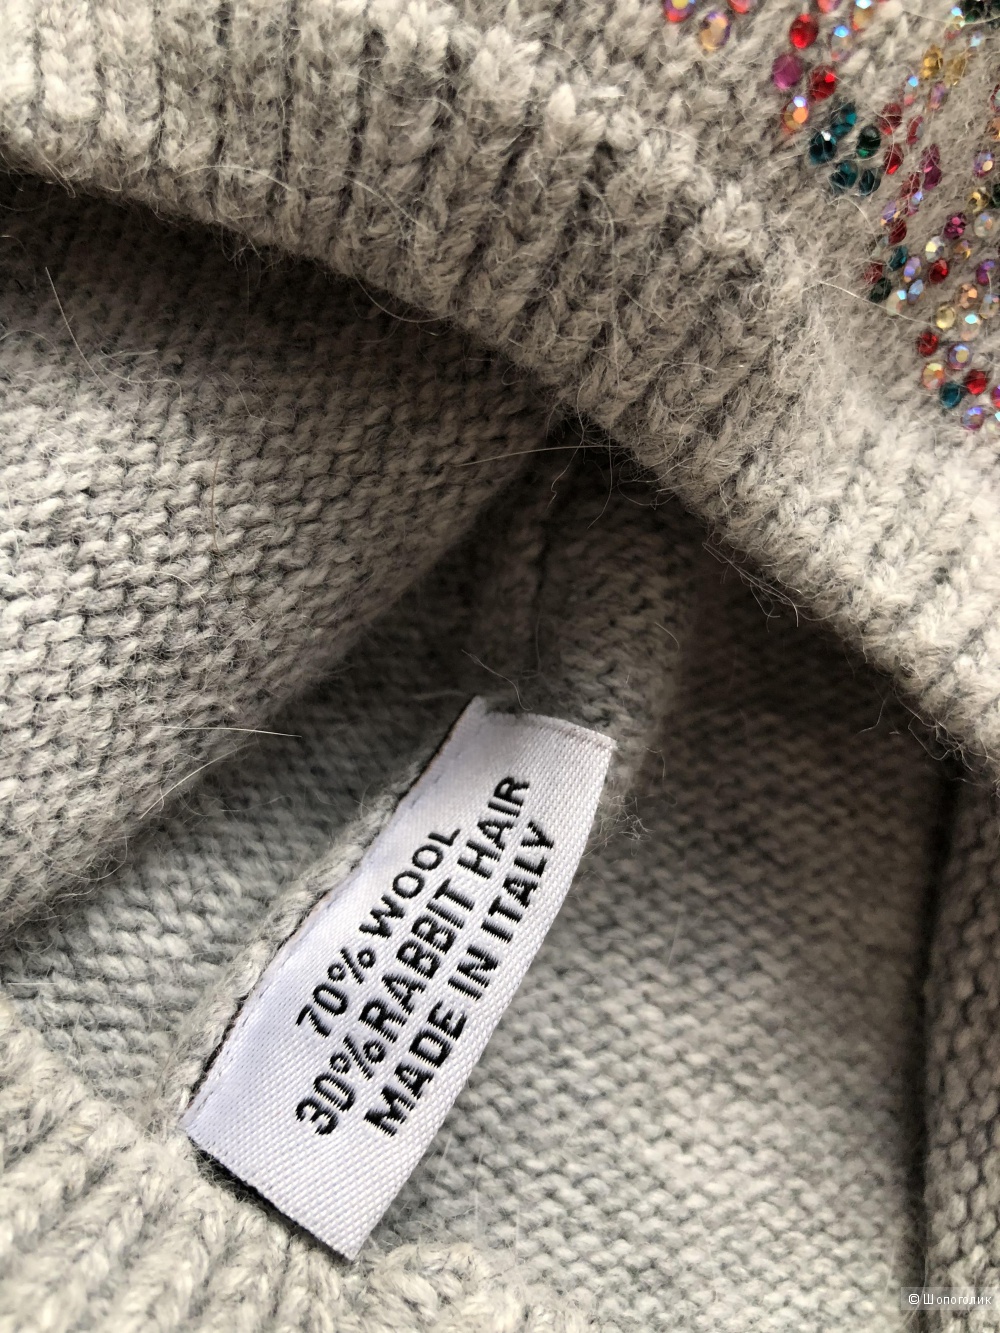 70% WOOL
30% RABBIT HAIR
MADE IN ITALY
© Шопоголик